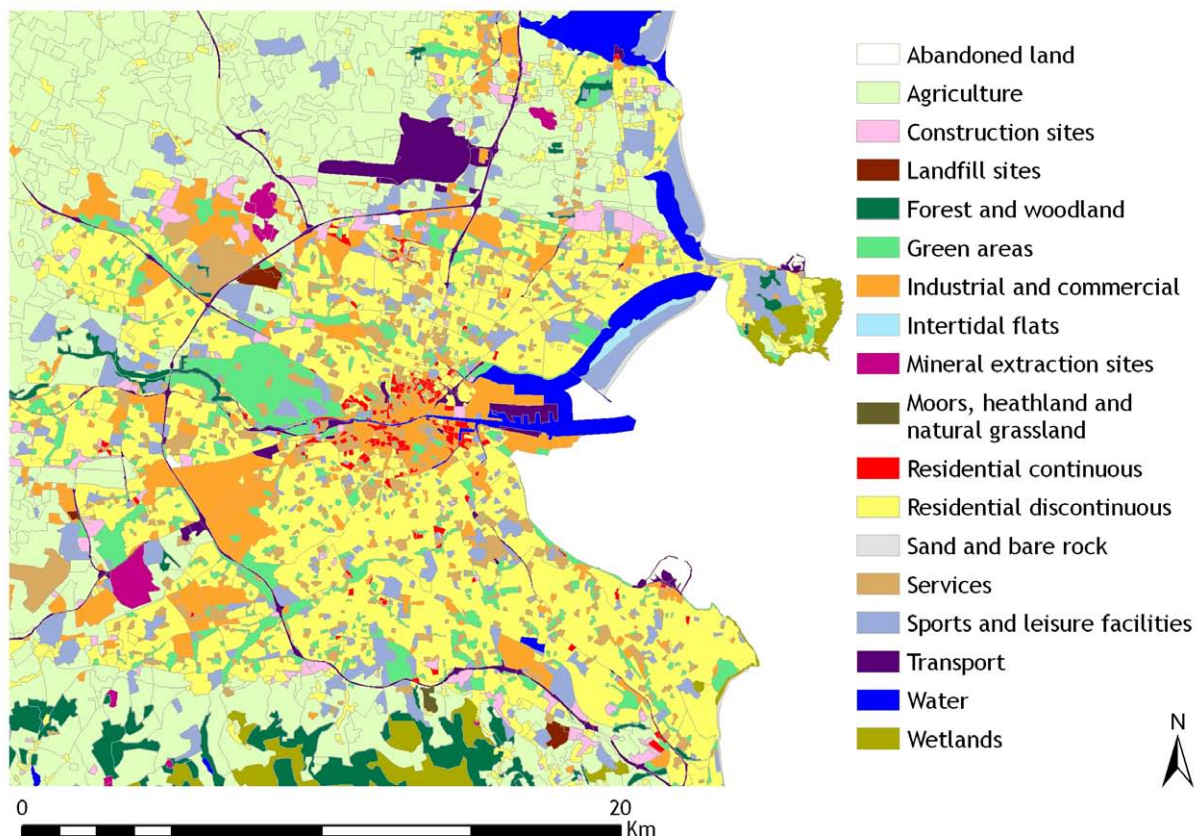 Abandoned land
Agriculture
Construction sites
Landfill sites
Forest and woodland
Green areas
Industrial and commercial
Intertidal flats
Mineral extraction sites
Moors, heathland and
natural grassland
Residential continuous
Residential discontinuous
Sand and bare rock
Services
Sports and leisure facilities
Transport
Water
Wetlands
N
0 20
Km